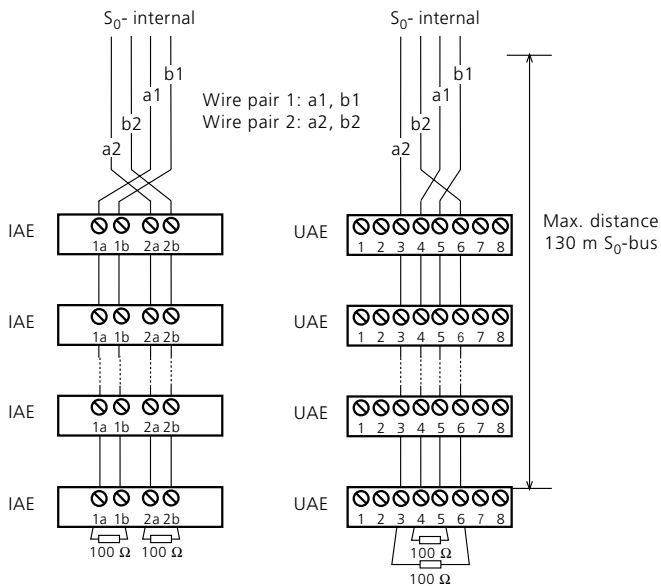 S₀- internal
S₀- internal
b1
a1
b2
a2
Wire pair 1: a1, b1
Wire pair 2: a2, b2
b1
a1
b2
a2
IAE
1a 1b 2a 2b
UAE
1 2 3 4 5 6 7 8
Max. distance
130 m S₀-bus
IAE
1a 1b 2a 2b
UAE
1 2 3 4 5 6 7 8
IAE
1a 1b 2a 2b
UAE
1 2 3 4 5 6 7 8
IAE
1a 1b 2a 2b
100 Ω 100 Ω
UAE
1 2 3 4 5 6 7 8
100 Ω
100 Ω